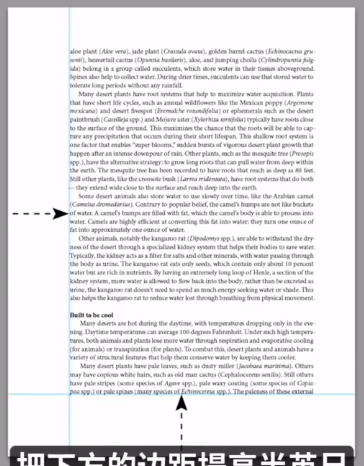 aloe plant (Aloe vera), jade plant (Crassula ovata), golden barrel cactus (Echinocactus gru-
sonii), beavertail cactus (Opuntia basilaris), aloe, and jumping cholla (Cylindropuntia fulg-
ida) belong in a group called succulents, which store water in their tissues aboveground.
Spines also help to collect water. During drier times, succulents can use that stored water to
tolerate long periods without any rainfall.
Many desert plants have root systems that help to maximize water acquisition. Plants
that have short life cycles, such as annual wildflowers like the Mexican poppy (Argemone
mexicana) and desert fivespot (Eremalche rotundifolia) or ephemerals such as the desert
paintbrush (Castilleja spp.) and Mojave aster (Xylorhiza tortifolia) typically have roots close
to the surface of the ground. This maximizes the chance that the roots will be able to cap-
ture any precipitation that occurs during their short lifespan. This shallow root system is
one factor that enables "super blooms," sudden bursts of vigorous desert plant growth that
happen after an intense downpour of rain. Other plants, such as the mesquite tree (Prosopis
spp.), have the alternative strategy to grow long roots that can pull water from deep within
the earth. The mesquite tree has been recorded to have roots that reach as deep as 80 feet.
Still other plants, like the creosote bush (Larrea tridentata), have root systems that do both
— they extend wide close to the surface and reach deep into the earth.
Some desert animals also store water to use slowly over time, like the Arabian camel
(Camelus dromedarius). Contrary to popular belief, the camel's humps are not like buckets
of water. A camel's humps are filled with fat, which the camel's body is able to process into
water. Camels are highly efficient at converting this fat into water: they turn one ounce of
fat into approximately one ounce of water.
Other animals, notably the kangaroo rat (Dipodomys spp.), are able to withstand the dry-
ness of the desert through a specialized kidney system that helps their bodies to save water.
Typically, the kidney acts as a filter for salts and other minerals, with water passing through
the body as urine. The kangaroo rat eats only seeds, which contain only about 10 percent
water but are rich in nutrients. By having an extremely long loop of Henle, a section of the
kidney system, more water is allowed to flow back into the body, rather than be excreted as
urine, the kangaroo rat doesn't need to spend as much energy seeking water or shade. This
also helps the kangaroo rat to reduce water lost through breathing from physical movement.
Built to be cool
Many deserts are hot during the daytime, with temperatures dropping only in the eve-
ning. Daytime temperatures can average 100 degrees Fahrenheit. Under such high tempera-
tures, both animals and plants lose more water through respiration and evaporative cooling
(for animals) or transpiration (for plants). To combat this, desert plants and animals have a
variety of structural features that help them conserve water by keeping them cooler.
Many desert plants have pale leaves, such as dusty miller (Jacobaea maritima). Others
may have copious white hairs, such as old man cactus (Cephalocereus senilis). Still others
have pale stripes (some species of Agave spp.), pale waxy coating (some species of Copia-
poa spp.) or pale spines (many species of Echinocereus spp.). The paleness of these external
把下方的边距提高半英寸